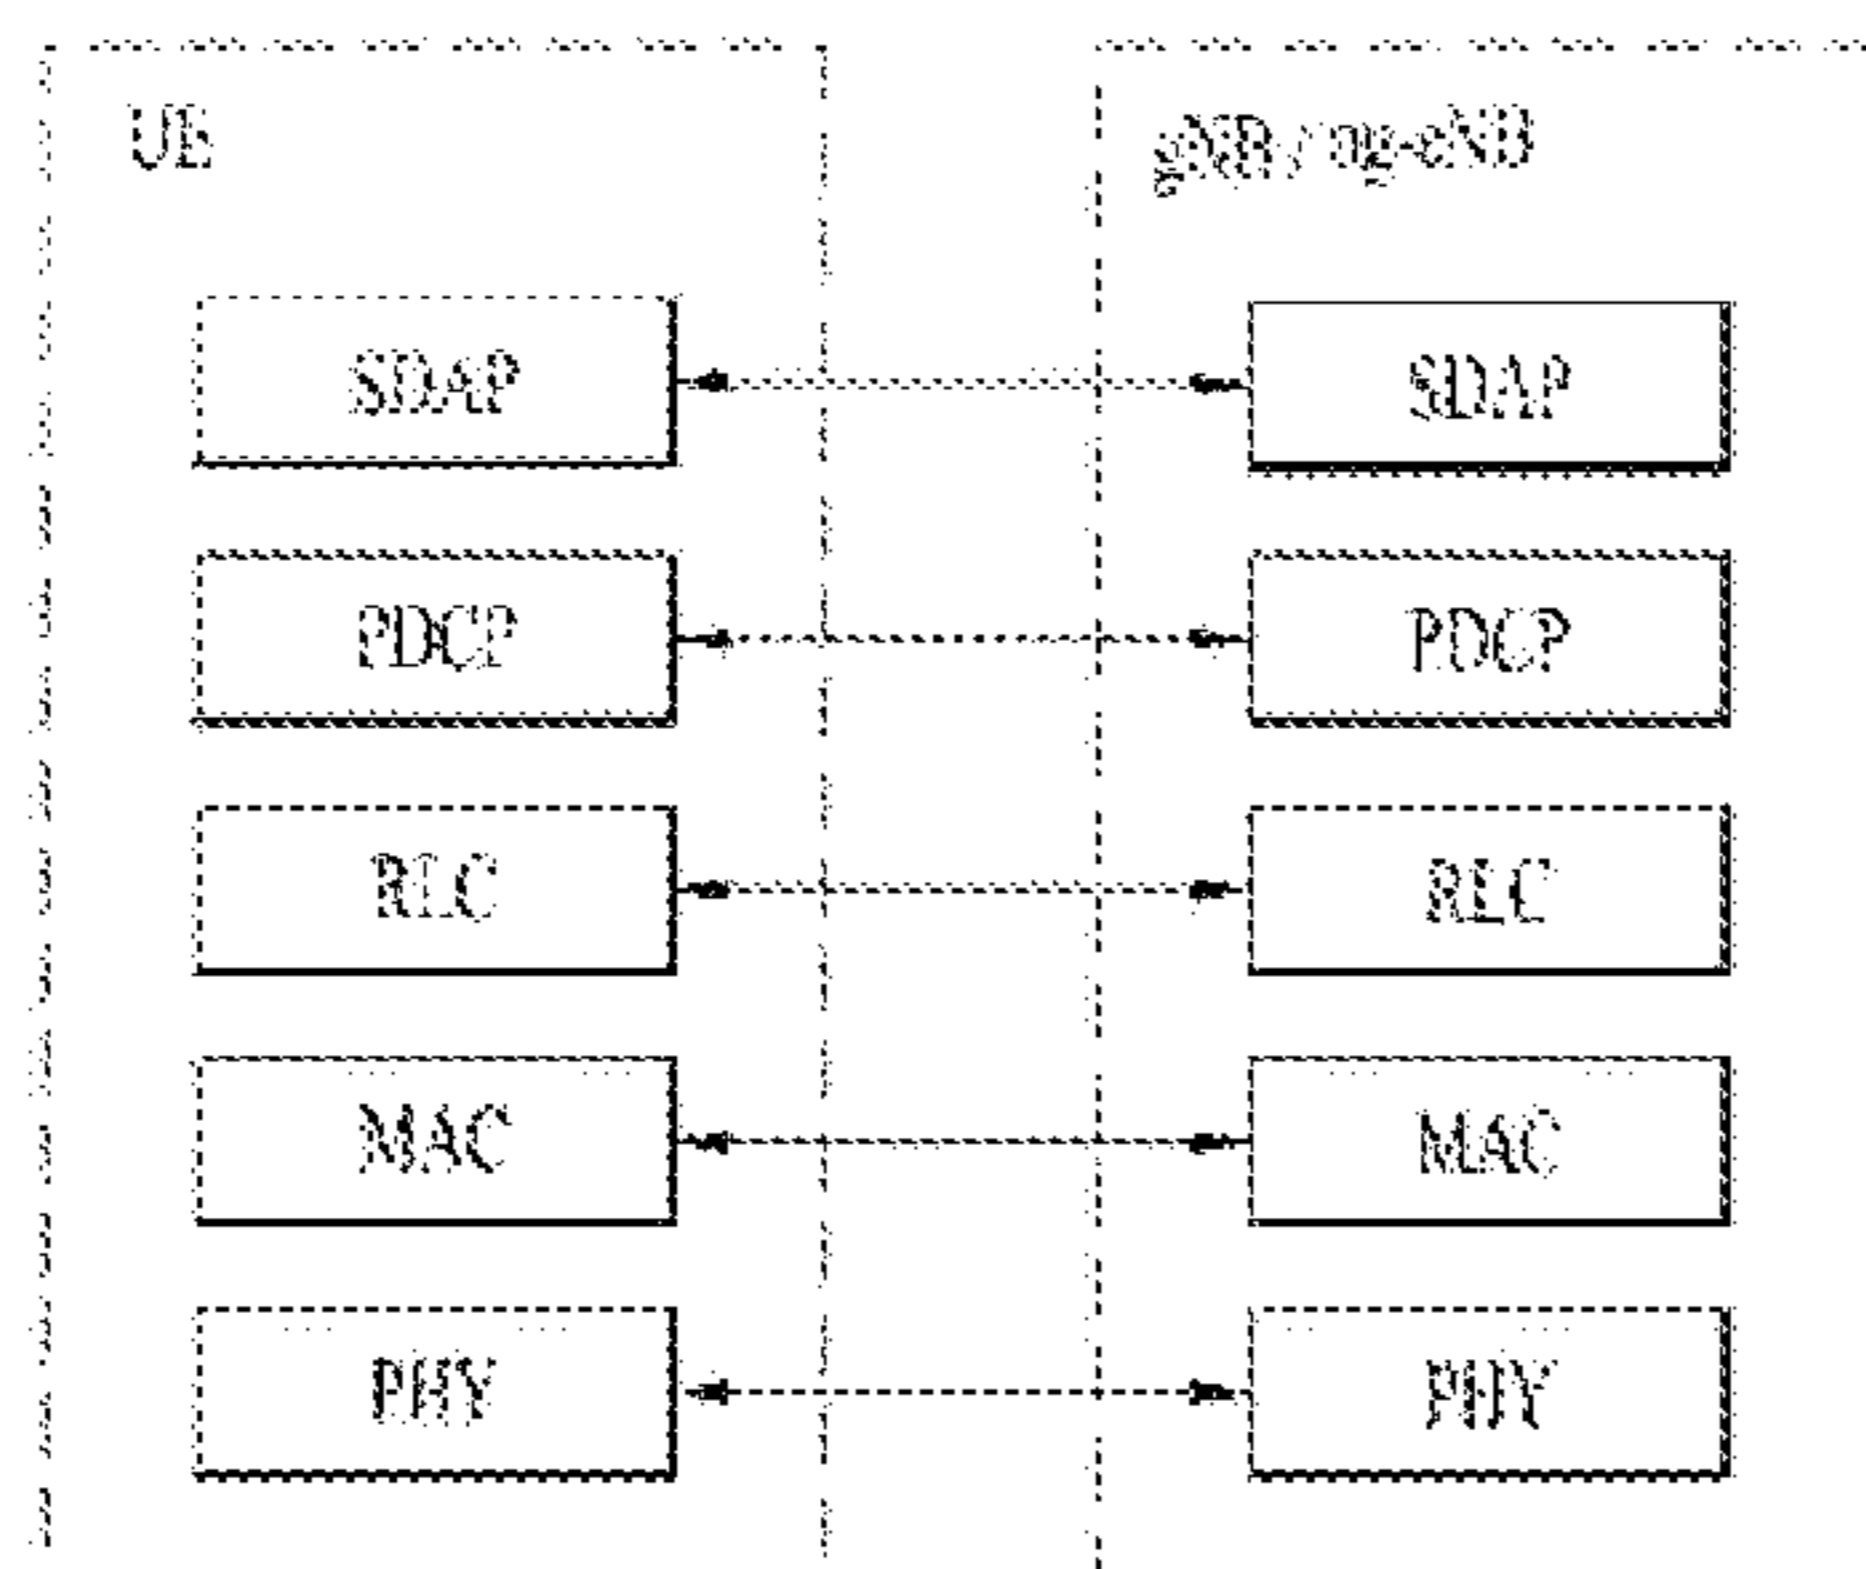 UE
gNB / ng-eNB
SDAP
SDAP
PDCP
PDCP
RLC
RLC
MAC
MAC
PHY
PHY